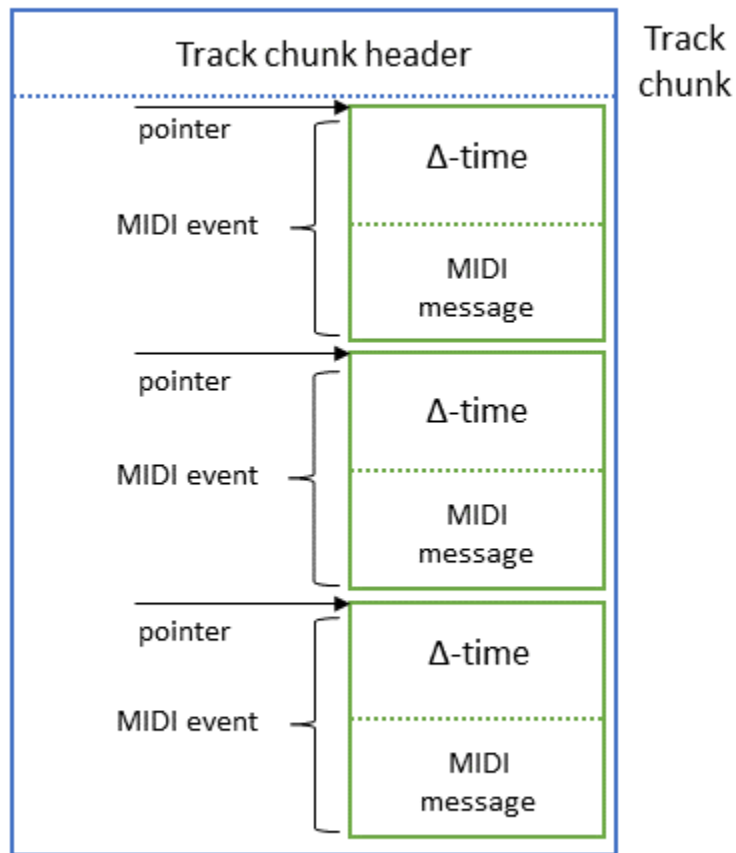 Track chunk header
Track
chunk
pointer
Δ-time
MIDI event
MIDI
message
pointer
Δ-time
MIDI event
MIDI
message
pointer
Δ-time
MIDI event
MIDI
message